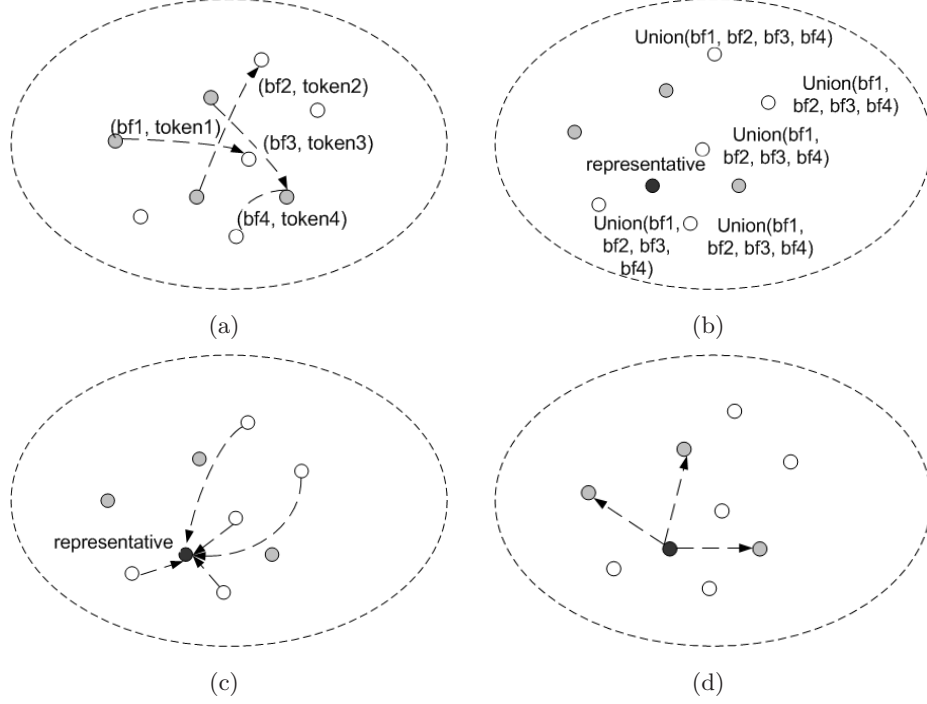 (bf2, token2)
(bf1, token1)
(bf3, token3)
(bf4, token4)
(a)
Union(bf1, bf2, bf3, bf4)
Union(bf1,
bf2, bf3, bf4)
Union(bf1,
bf2, bf3, bf4)
representative
Union(bf1,
bf2, bf3,
bf4)
Union(bf1,
bf2, bf3, bf4)
(b)
representative
(c)
(d)